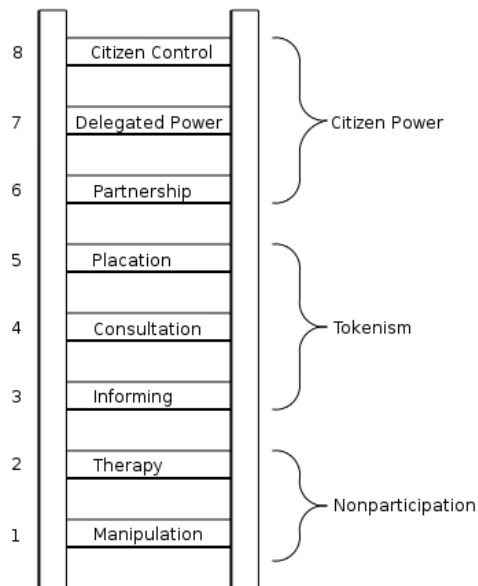 8 Citizen Control
7 Delegated Power
Citizen Power
6 Partnership
5 Placation
4 Consultation
Tokenism
3 Informing
2 Therapy
Nonparticipation
1 Manipulation